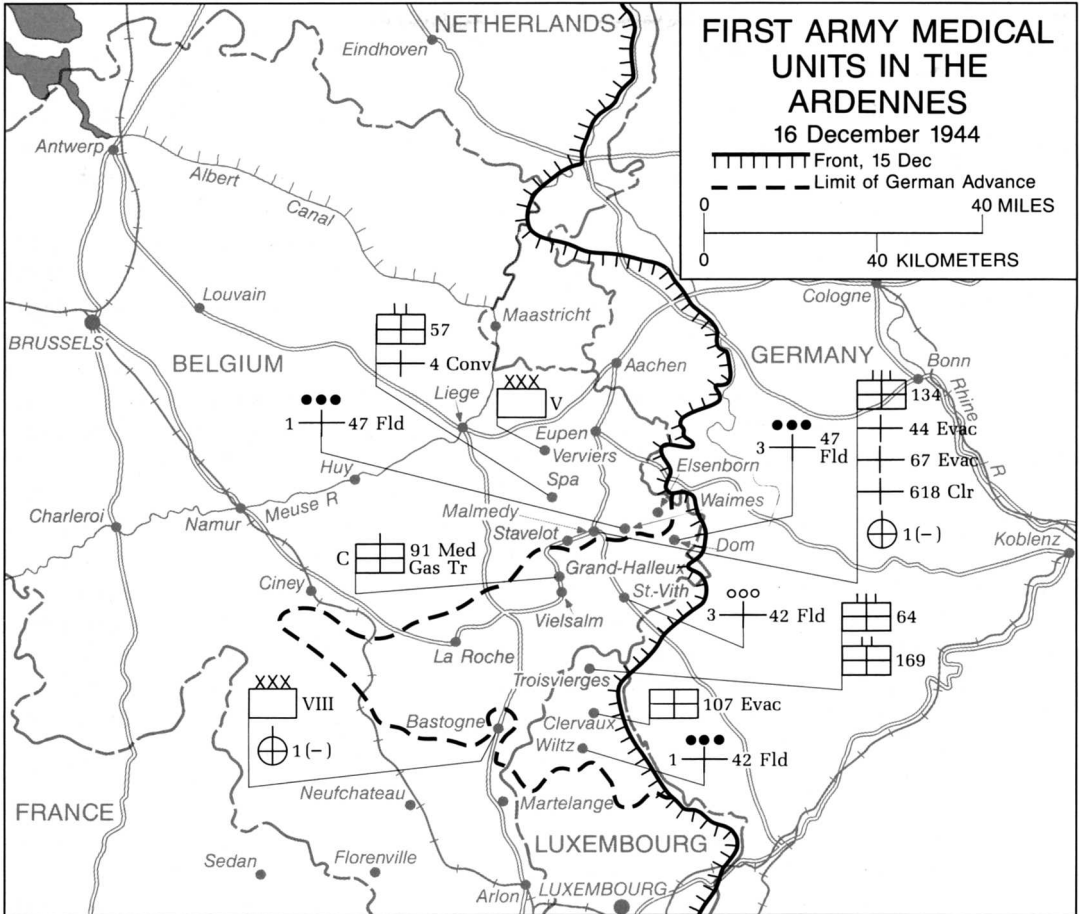 FIRST ARMY MEDICAL
UNITS IN THE
ARDENNES
16 December 1944
Front, 15 Dec
Limit of German Advance
0 40 MILES
0 40 KILOMETERS
NETHERLANDS
Eindhoven
Antwerp
Albert
Canal
Louvain
Maastricht
Cologne
BRUSSELS
BELGIUM
57
4 Conv
Liege
XXX
V
Aachen
GERMANY
Bonn
Rhine
R
134
44 Evac
67 Evac
618 Clr
1(-)
1 47 Fld
3 47
Fld
Eupen
Verviers
Elsenborn
Huy
Spa
Waimes
Meuse R
Malmedy
Charleroi
Namur
Stavelot
Dom
Koblenz
C 91 Med
Gas Tr
Grand-Halleux
Ciney
St.-Vith
3 42 Fld
64
Vielsalm
169
La Roche
Troisvierges
XXX
VIII
1(-)
107 Evac
Bastogne
Clervaux
Wiltz
1 42 Fld
Neufchateau
Martelange
FRANCE
LUXEMBOURG
Sedan
Florenville
Arlon
LUXEMBOURG